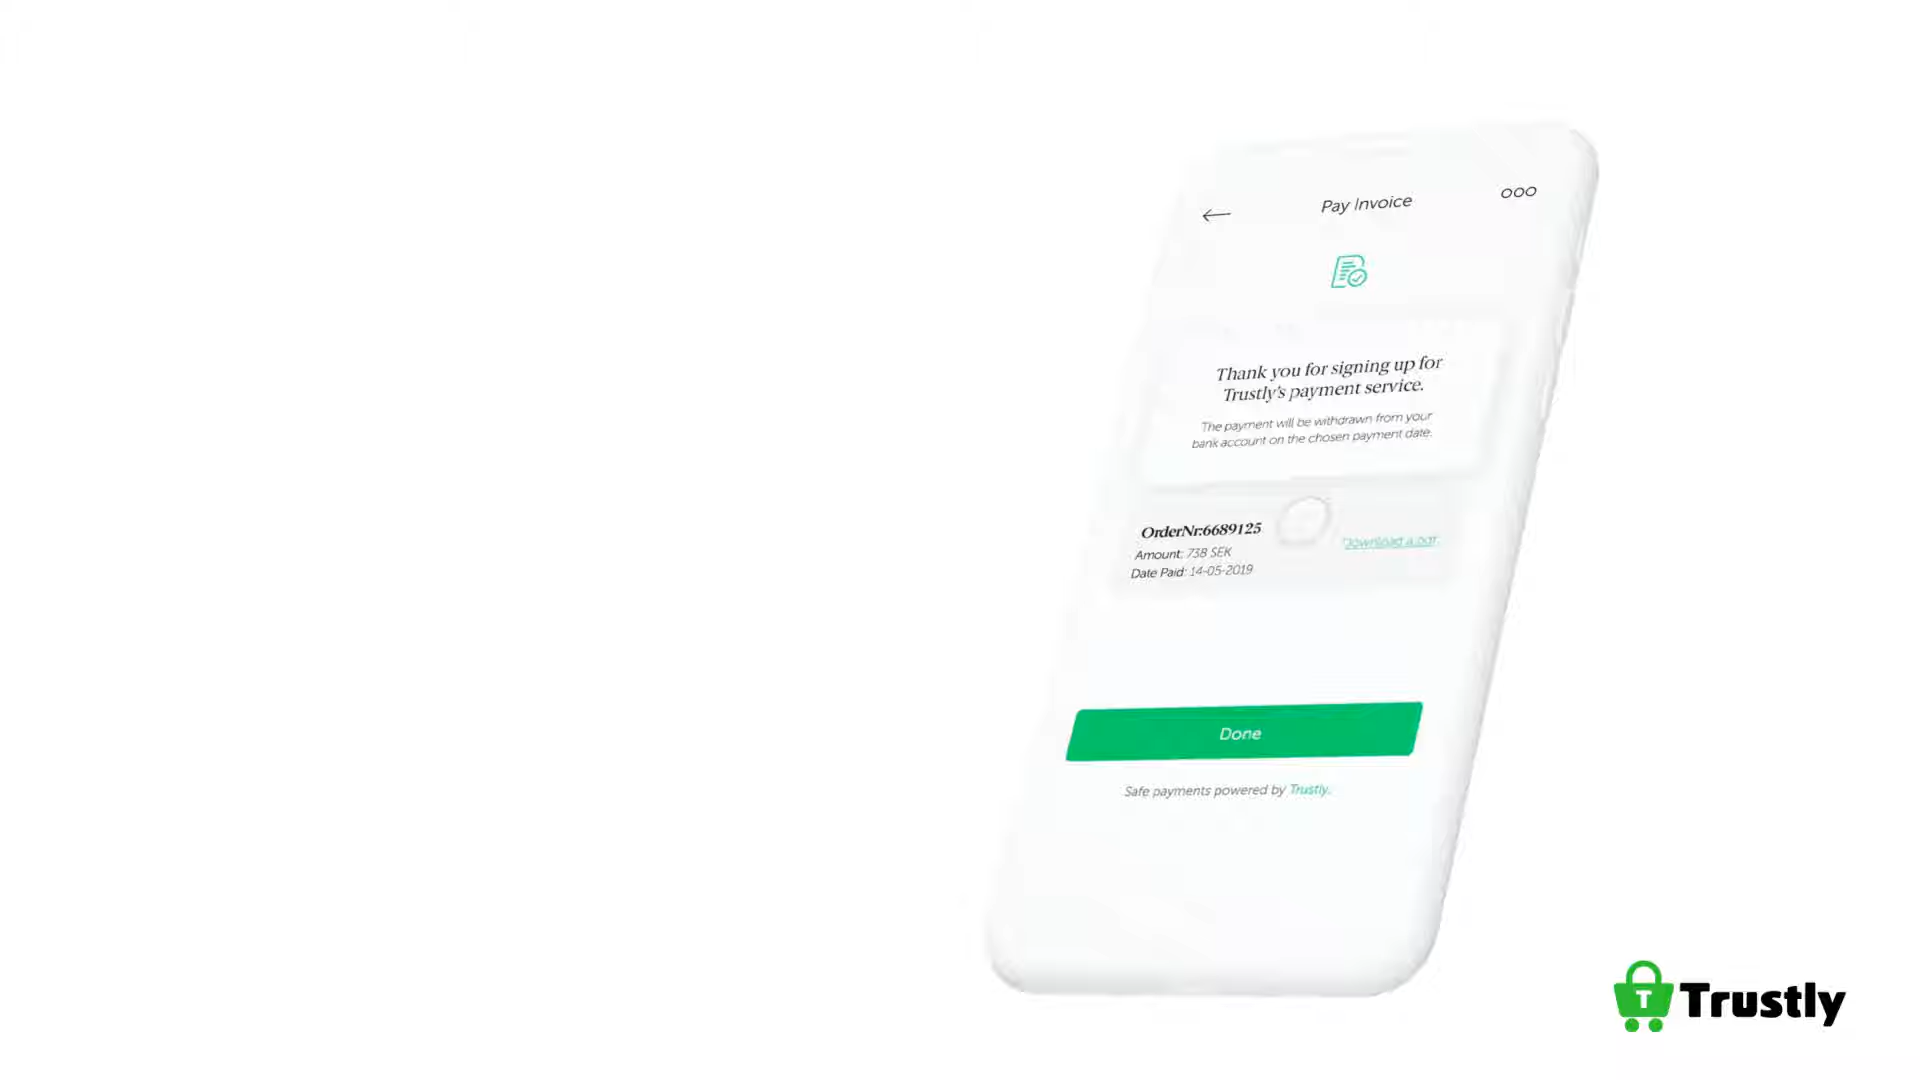 Pay Invoice
Thank you for signing up for
Trustly's payment service.
The payment will be withdrawn from your
bank account on the chosen payment date.
OrderNr:6689125
Amount: 738 SEK
Date Paid: 14-05-2019
Download a pdf
Done
Safe payments powered by Trustly.
T
Trustly